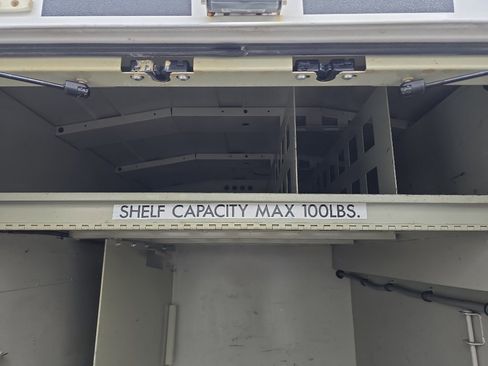 SHELF CAPACITY MAX 100LBS.